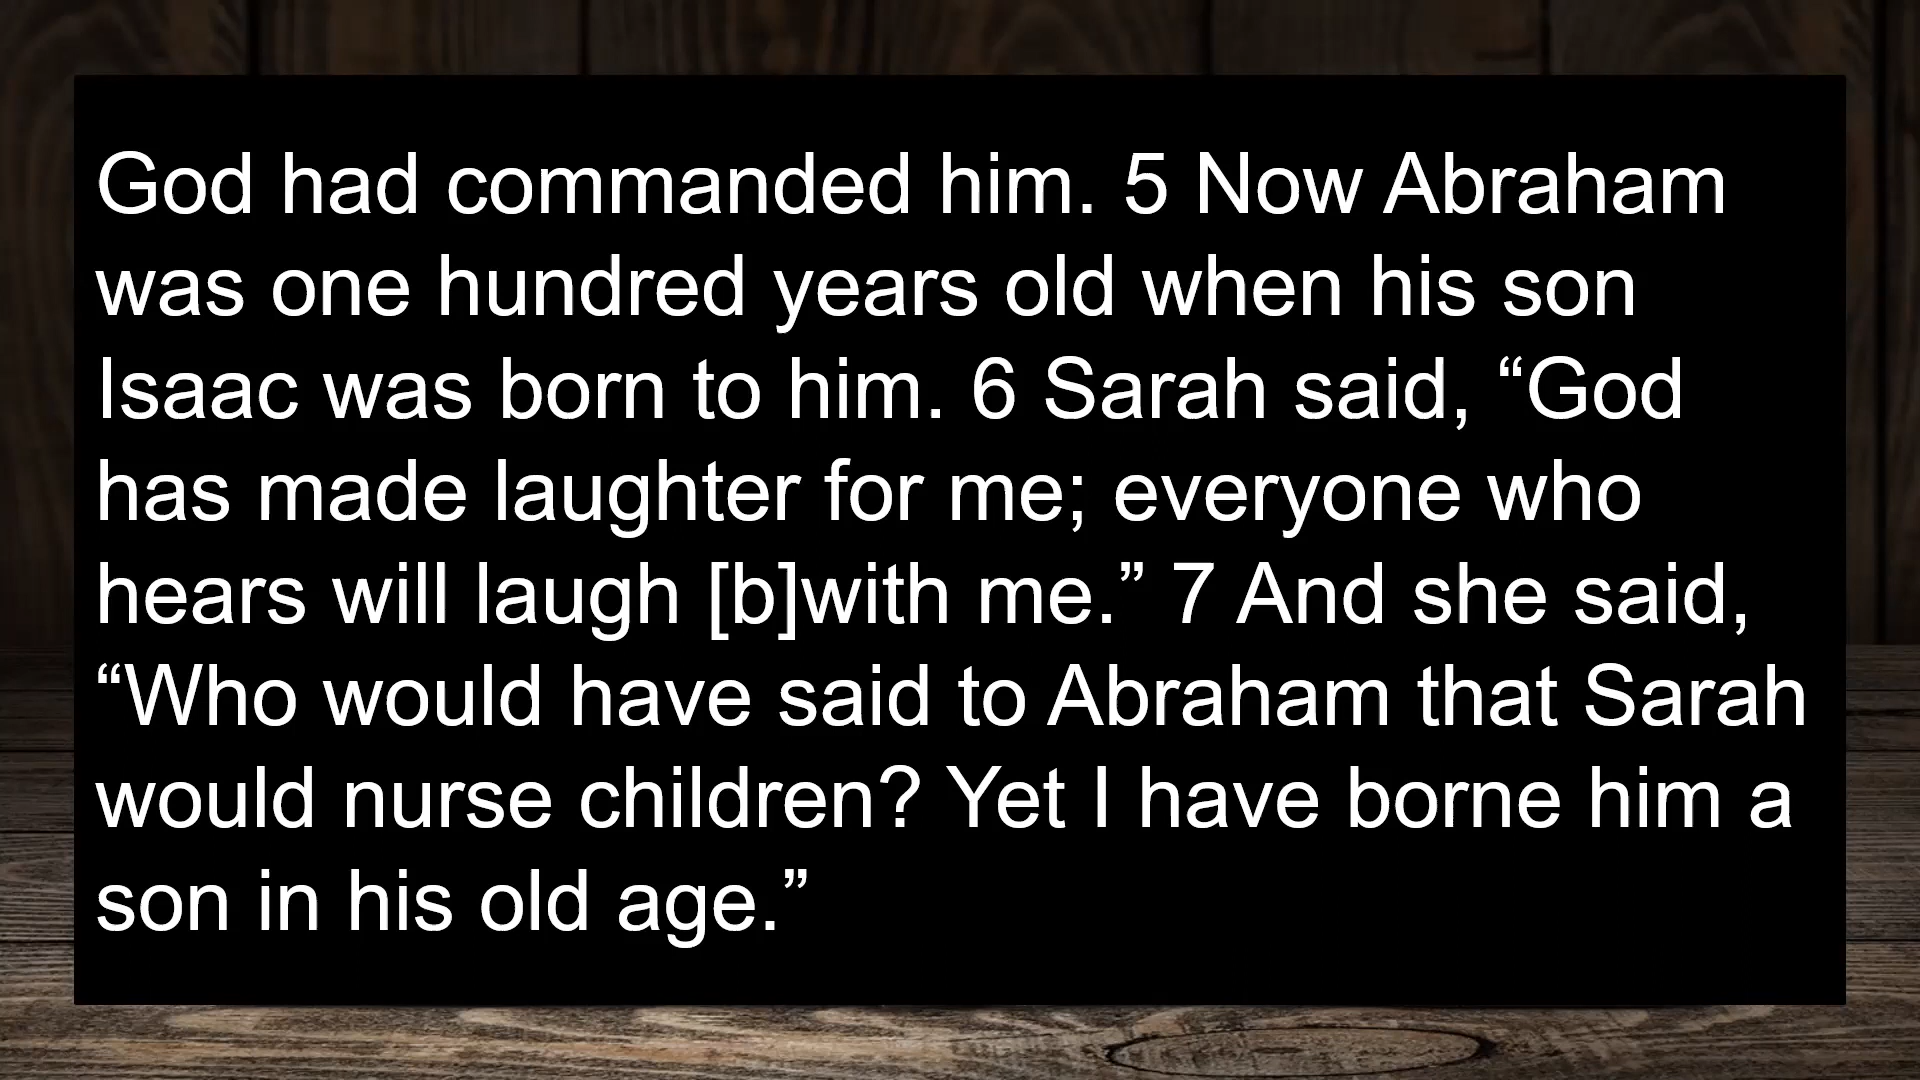 God had commanded him. 5 Now Abraham
was one hundred years old when his son
Isaac was born to him. 6 Sarah said, “God
has made laughter for me; everyone who
hears will laugh [b]with me.” 7 And she said,
“Who would have said to Abraham that Sarah
would nurse children? Yet I have borne him a
son in his old age.”